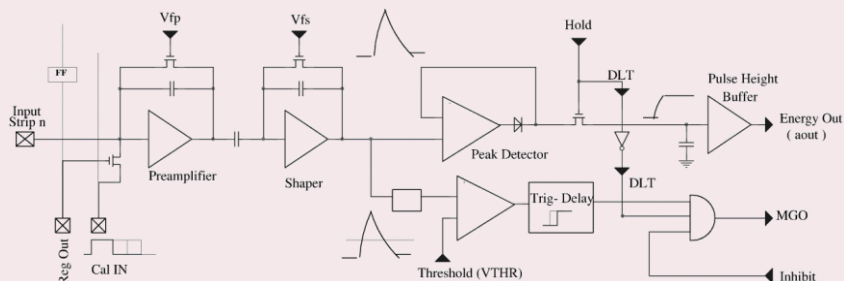 Vfp
Vfs
Hold
FF
DLT
Pulse Height
Buffer
Input
Strip n
Energy Out
( aout )
Peak Detector
Preamplifier
Shaper
DLT
Trig- Delay
MGO
Reg Out
Cal IN
Threshold (VTHR)
Inhibit